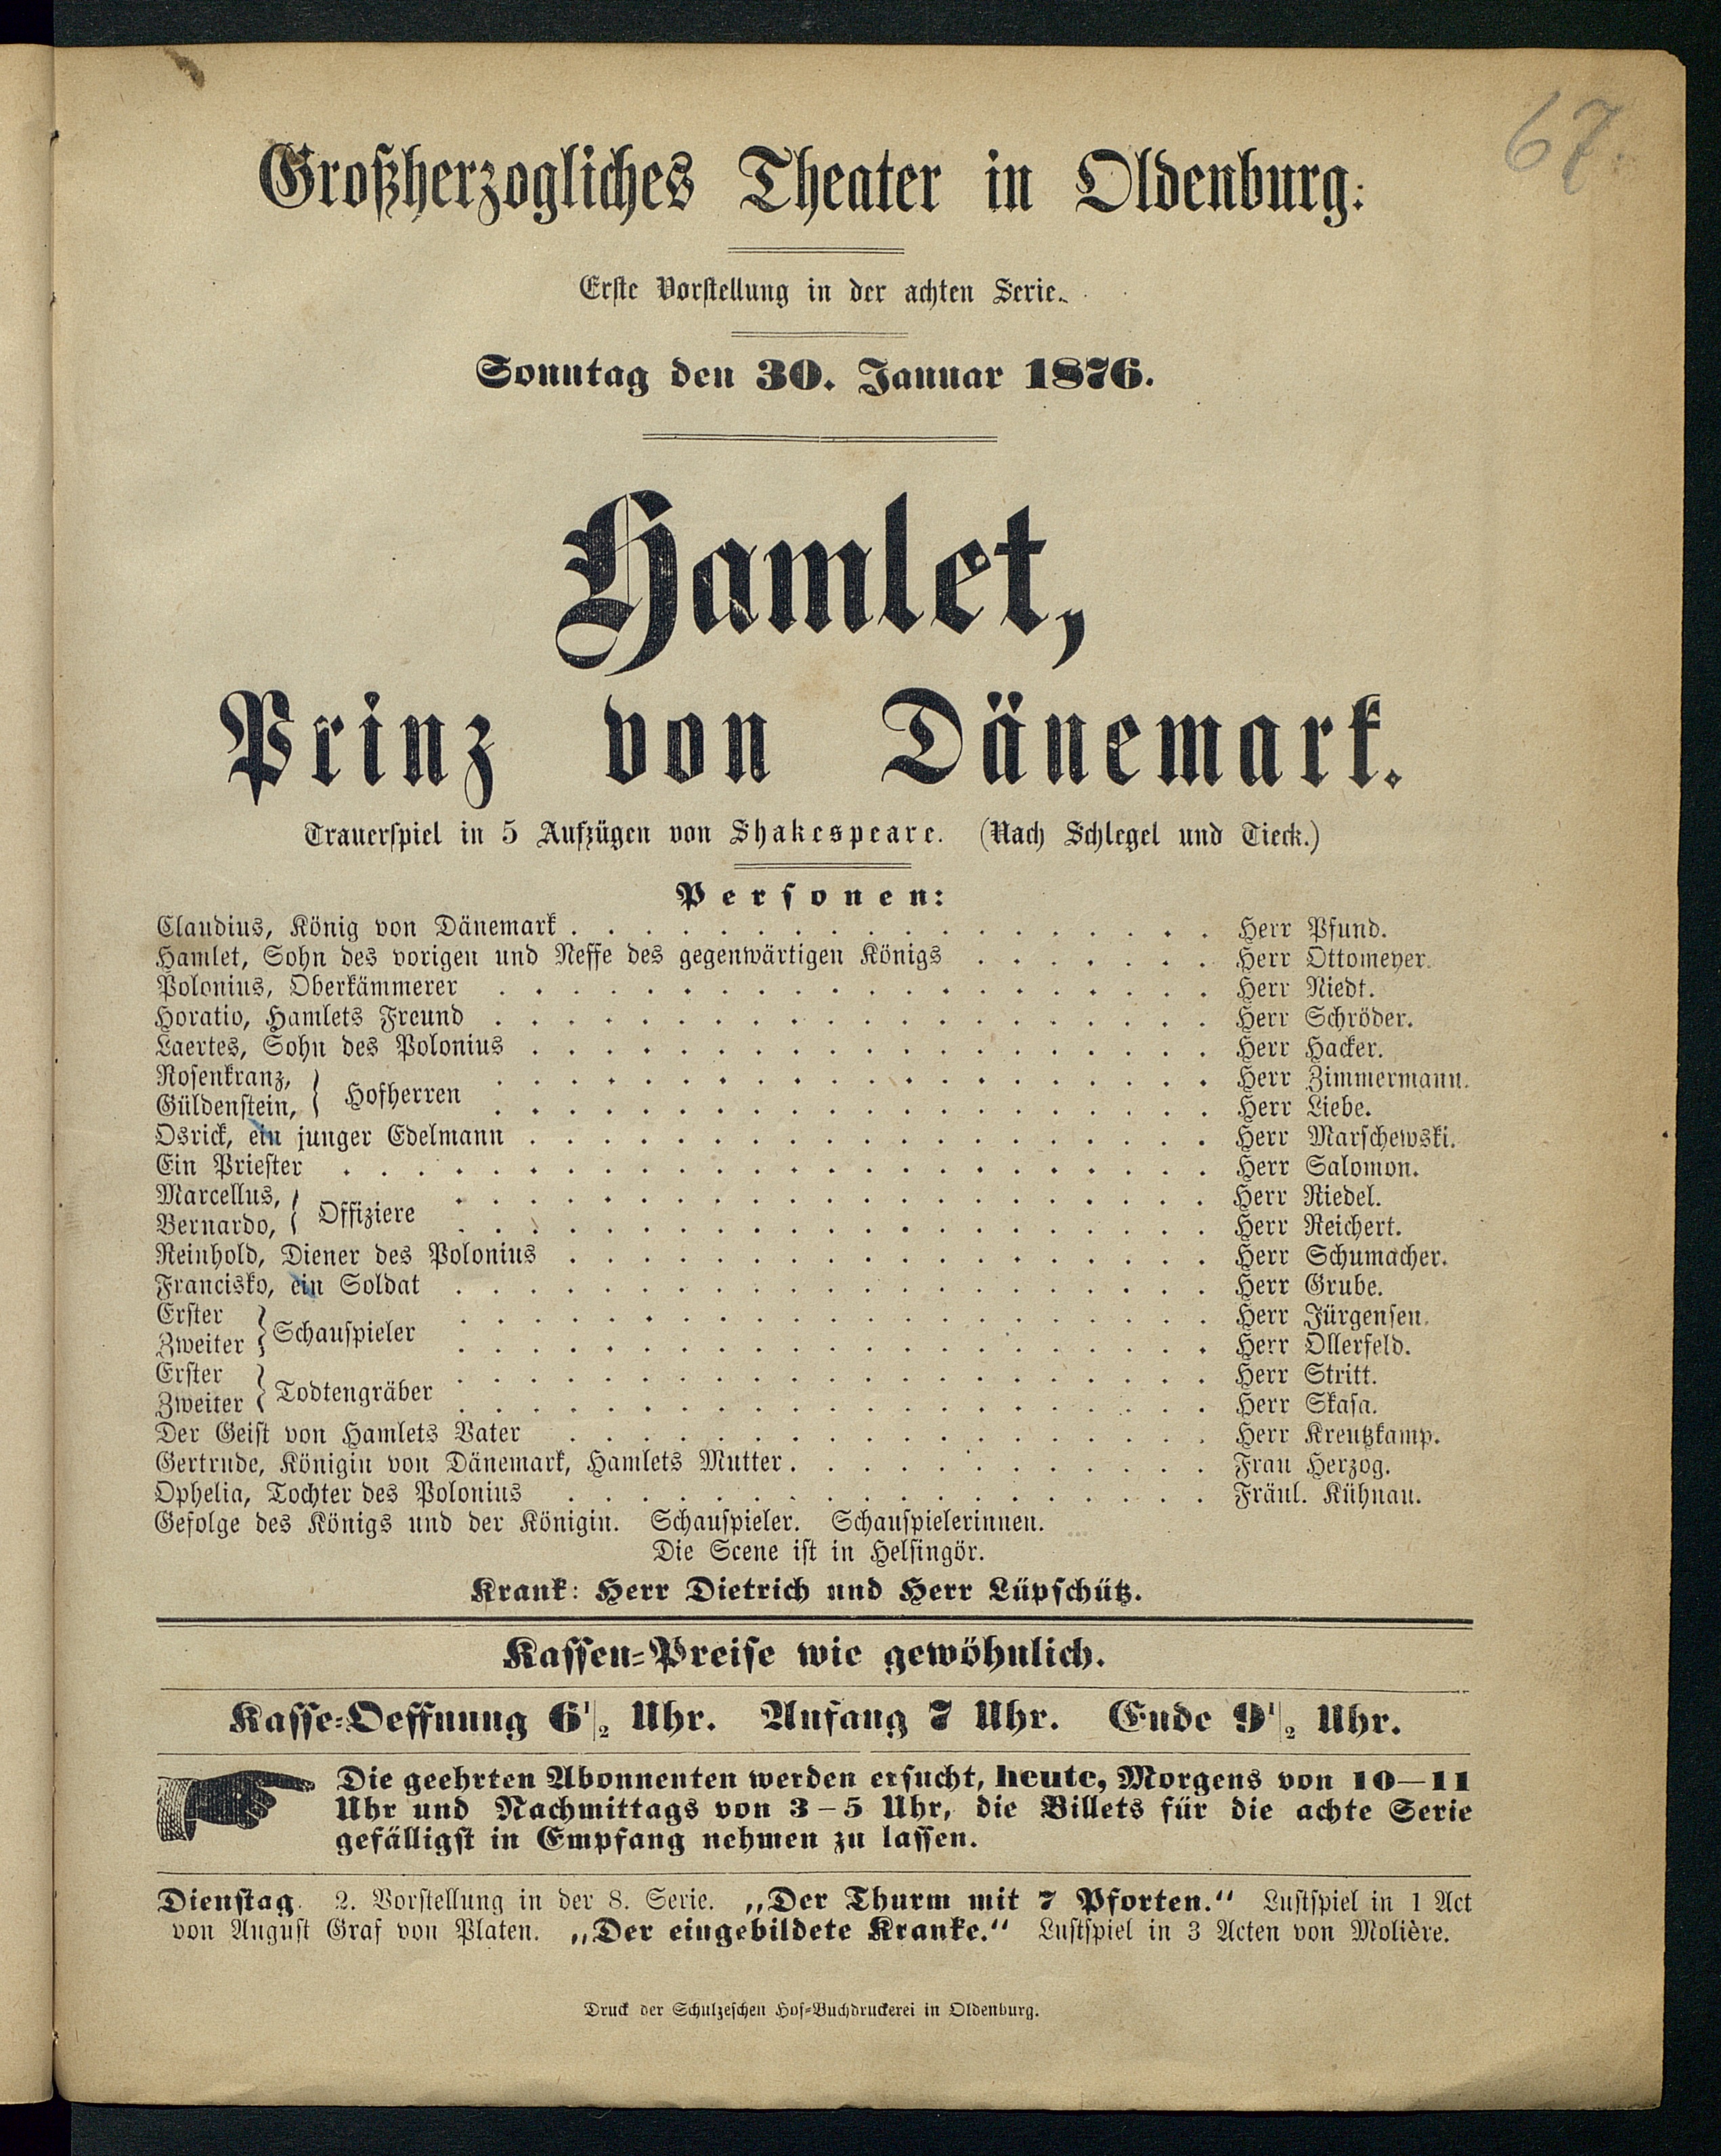 67.
Großherzogliches Theater in Oldenburg.
Erste Vorstellung in der achten Serie.
Sonntag den 30. Januar 1876.
Hamlet,
Prinz von Dänemark.
Trauerspiel in 5 Aufzügen von Shakespeare. (Nach Schlegel und Tieck.)
Personen:
Claudius, König von Dänemark . . . Herr Pfund.
Hamlet, Sohn des vorigen und Neffe des gegenwärtigen Königs . . . Herr Ottomeyer.
Polonius, Oberkämmerer . . . Herr Niedt.
Horatio, Hamlets Freund . . . Herr Schröder.
Laertes, Sohn des Polonius . . . Herr Hacker.
Rosenkranz, } Hofherren . . . Herr Zimmermann.
Güldenstein, } . . . Herr Liebe.
Osrick, ein junger Edelmann . . . Herr Marschewski.
Ein Priester . . . Herr Salomon.
Marcellus, { Offiziere . . . Herr Riedel.
Bernardo, { . . . Herr Reichert.
Reinhold, Diener des Polonius . . . Herr Schumacher.
Francisko, ein Soldat . . . Herr Grube.
Erster } Schauspieler . . . Herr Jürgensen.
Zweiter } . . . Herr Ollerfeld.
Erster } Todtengräber . . . Herr Stritt.
Zweiter } . . . Herr Skasa.
Der Geist von Hamlets Vater . . . Herr Kreutzkamp.
Gertrude, Königin von Dänemark, Hamlets Mutter . . . Frau Herzog.
Ophelia, Tochter des Polonius . . . Fräul. Kühnau.
Gefolge des Königs und der Königin. Schauspieler. Schauspielerinnen.
Die Scene ist in Helsingör.
Krank: Herr Dietrich und Herr Lüpschütz.
Kassen-Preise wie gewöhnlich.
Kasse-Oeffnung 6 1/2 Uhr. Anfang 7 Uhr. Ende 9 1/2 Uhr.
Die geehrten Abonnenten werden ersucht, heute, Morgens von 10—11
Uhr und Nachmittags von 3–5 Uhr, die Billets für die achte Serie
gefälligst in Empfang nehmen zu lassen.
Dienstag. 2. Vorstellung in der 8. Serie. „Der Thurm mit 7 Pforten.“ Lustspiel in 1 Act
von August Graf von Platen. „Der eingebildete Kranke.“ Lustspiel in 3 Acten von Molière.
Druck der Schulzeschen Hof-Buchdruckerei in Oldenburg.